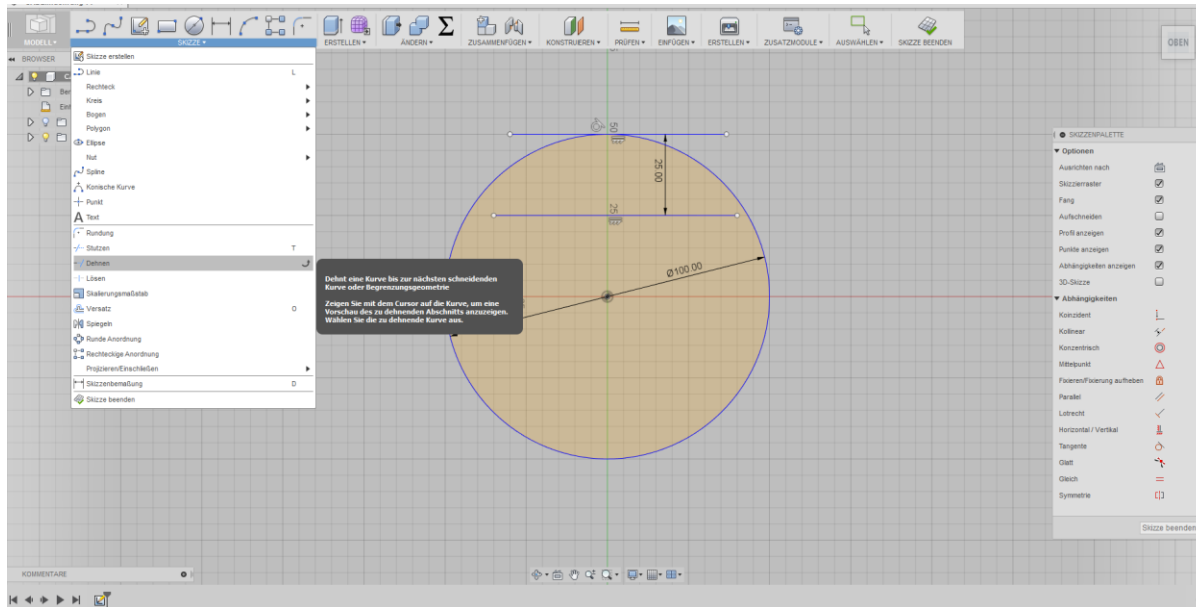 MODELL
SKIZZE
ERSTELLEN
ÄNDERN
ZUSAMMENFÜGEN
KONSTRUIEREN
PRÜFEN
EINFÜGEN
ERSTELLEN
ZUSATZMODULE
AUSWÄHLEN
SKIZZE BEENDEN
OBEN
BROWSER
Skizze erstellen
Linie L
Rechteck
Kreis
Bogen
Polygon
Ellipse
Nut
Spline
Konische Kurve
Punkt
Text
Rundung
Stutzen T
Dehnen
Lösen
Skalierungsmaßstab
Versatz O
Spiegeln
Runde Anordnung
Rechteckige Anordnung
Projizieren/Einschließen
Skizzenbemaßung D
Skizze beenden
Dehnt eine Kurve bis zur nächsten schneidenden
Kurve oder Begrenzungsgeometrie
Zeigen Sie mit dem Cursor auf die Kurve, um eine
Vorschau des zu dehnenden Abschnitts anzuzeigen.
Wählen Sie die zu dehnende Kurve aus.
50
25.00
25
Ø100.00
SKIZZENPALETTE
Optionen
Ausrichten nach
Skizzierraster
Fang
Aufschneiden
Profil anzeigen
Punkte anzeigen
Abhängigkeiten anzeigen
3D-Skizze
Abhängigkeiten
Koinzident
Kollinear
Konzentrisch
Mittelpunkt
Fixieren/Fixierung aufheben
Parallel
Lotrecht
Horizontal / Vertikal
Tangente
Glatt
Gleich
Symmetrie
Skizze beenden
KOMMENTARE